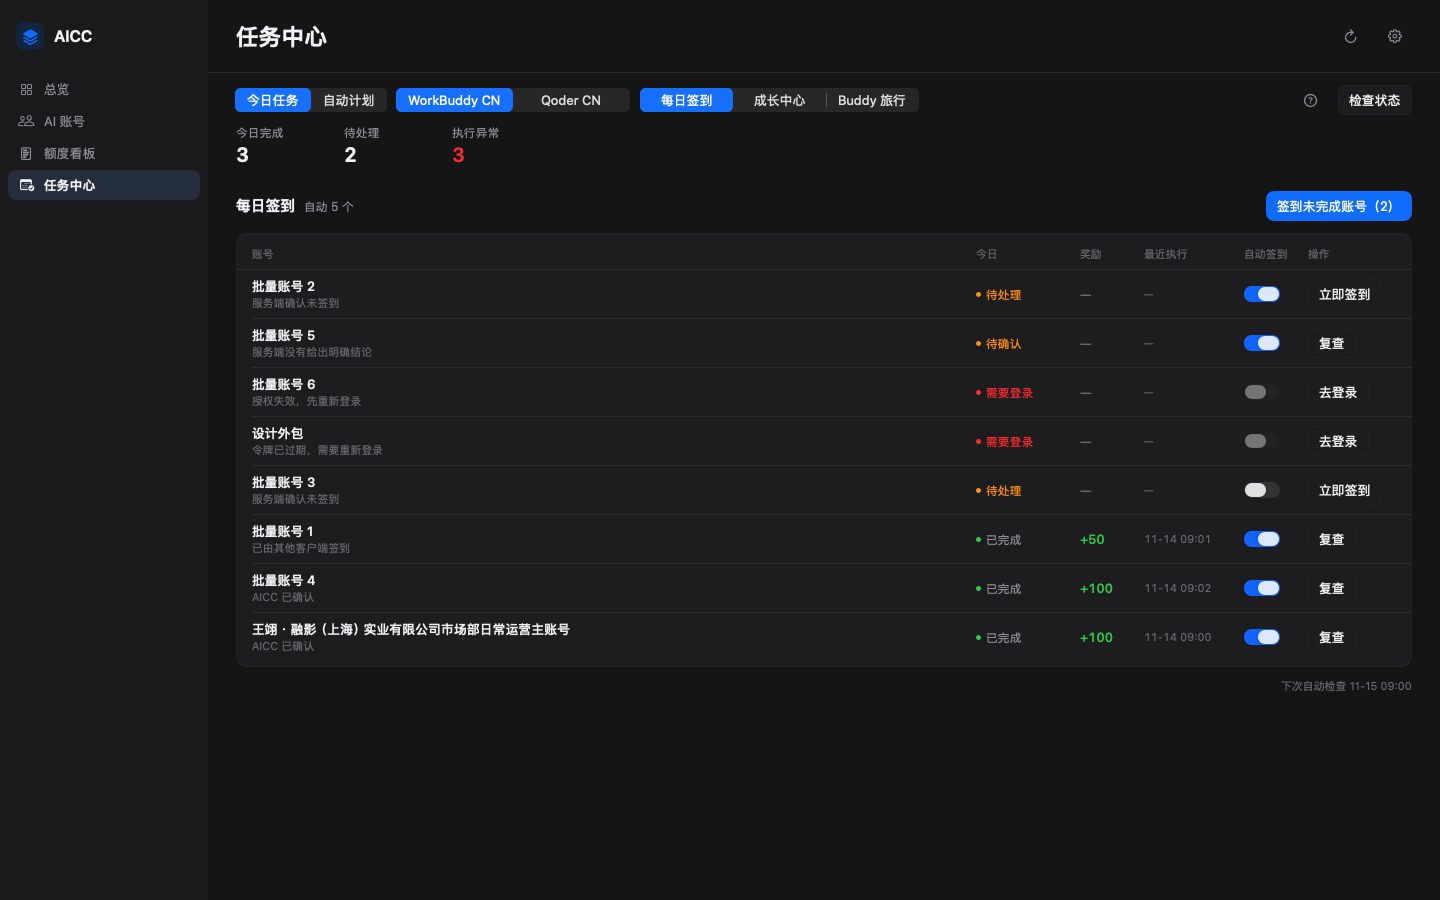 AICC
总览
AI 账号
额度看板
任务中心
任务中心
今日任务 自动计划 WorkBuddy CN Qoder CN 每日签到 成长中心 Buddy 旅行 检查状态
今日完成 待处理 执行异常
3 2 3
每日签到 自动 5 个 签到未完成账号（2）
账号 今日 奖励 最近执行 自动签到 操作
批量账号 2
服务端确认未签到
待处理 — — 立即签到
批量账号 5
服务端没有给出明确结论
待确认 — — 复查
批量账号 6
授权失效，先重新登录
需要登录 — — 去登录
设计外包
令牌已过期，需要重新登录
需要登录 — — 去登录
批量账号 3
服务端确认未签到
待处理 — — 立即签到
批量账号 1
已由其他客户端签到
已完成 +50 11-14 09:01 复查
批量账号 4
AICC 已确认
已完成 +100 11-14 09:02 复查
王翊 · 融影（上海）实业有限公司市场部日常运营主账号
AICC 已确认
已完成 +100 11-14 09:00 复查
下次自动检查 11-15 09:00